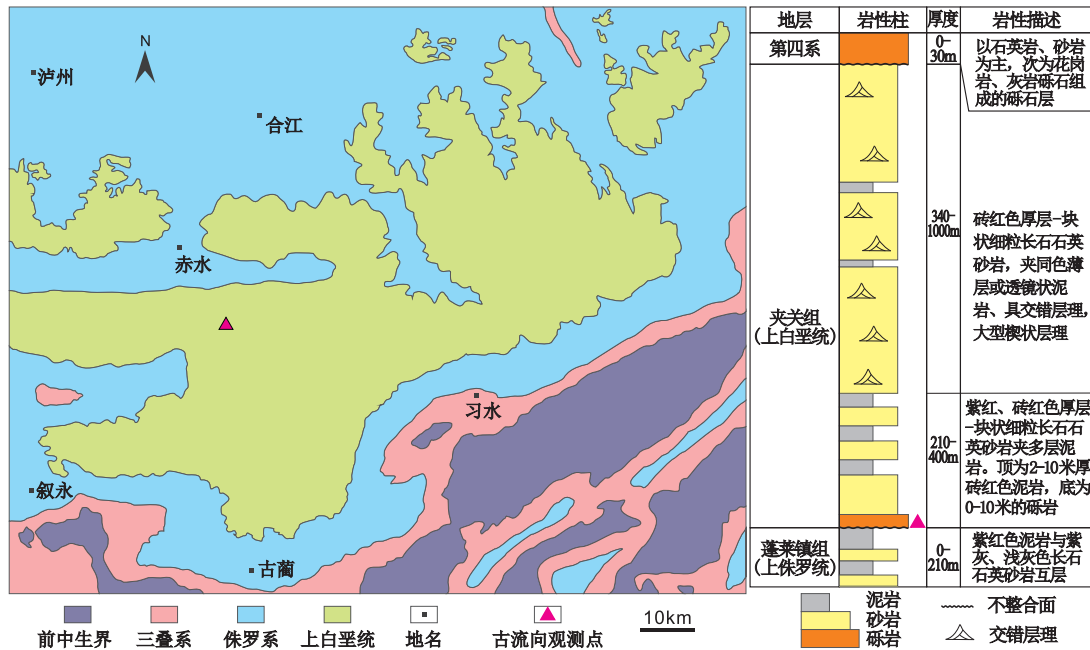 N
泸州
合江
赤水
习水
叙永
古蔺
前中生界
三叠系
侏罗系
上白垩统
地名
古流向观测点
10km
地层
岩性柱
厚度
岩性描述
第四系
0-
30m
以石英岩、砂岩
为主，次为花岗
岩、灰岩砾石组
成的砾石层
夹关组
(上白垩统)
340-
1000m
砖红色厚层-块
状细粒长石石英
砂岩，夹同色薄
层或透镜状泥
岩、具交错层理，
大型楔状层理
210-
400m
紫红、砖红色厚层
-块状细粒长石石
英砂岩夹多层泥
岩。顶为2-10米厚
砖红色泥岩，底为
0-10米的砾岩
蓬莱镇组
(上侏罗统)
0-
210m
紫红色泥岩与紫
灰、浅灰色长石
石英砂岩互层
泥岩
砂岩
砾岩
不整合面
交错层理